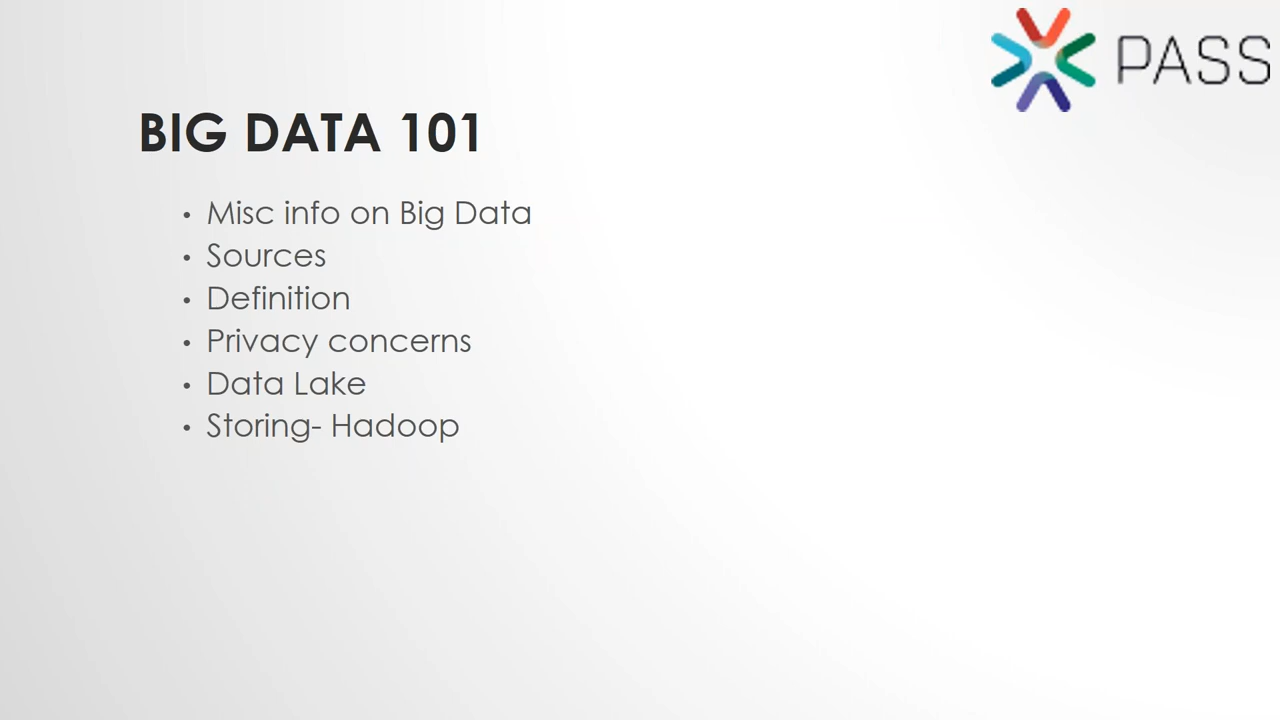 PASS
BIG DATA 101
• Misc info on Big Data
• Sources
• Definition
• Privacy concerns
• Data Lake
• Storing- Hadoop